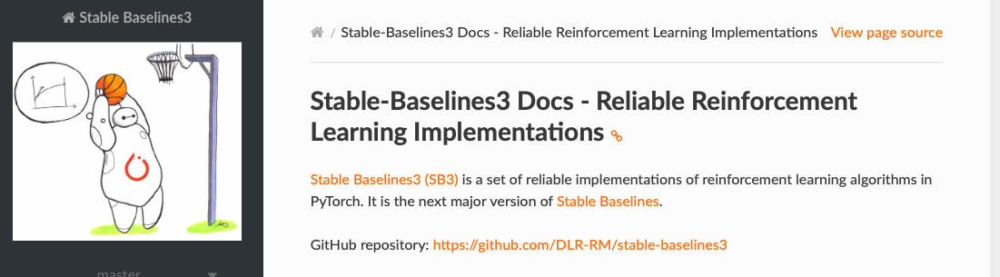 Stable Baselines3
/ Stable-Baselines3 Docs - Reliable Reinforcement Learning Implementations View page source
Stable-Baselines3 Docs - Reliable Reinforcement
Learning Implementations
Stable Baselines3 (SB3) is a set of reliable implementations of reinforcement learning algorithms in
PyTorch. It is the next major version of Stable Baselines.
GitHub repository: https://github.com/DLR-RM/stable-baselines3
master